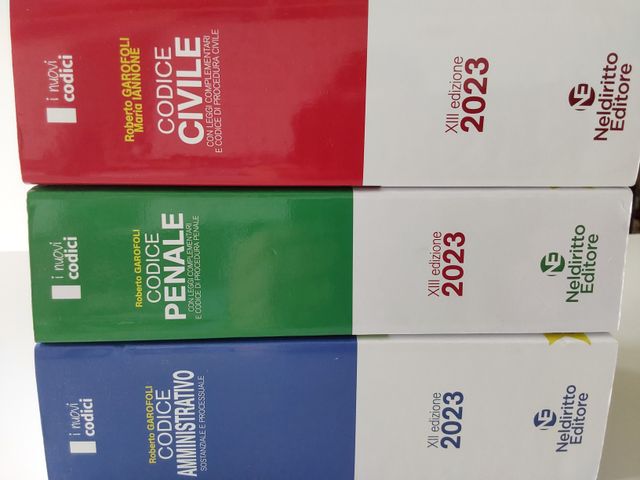 i nuovi
codici
Roberto GAROFOLI
Maria IANNONE
CODICE
CIVILE
CON LEGGI COMPLEMENTARI
E CODICE DI PROCEDURA CIVILE
XIII edizione
2023
Neldiritto
Editore
i nuovi
codici
Roberto GAROFOLI
CODICE
PENALE
CON LEGGI COMPLEMENTARI
E CODICE DI PROCEDURA PENALE
XIII edizione
2023
Neldiritto
Editore
i nuovi
codici
Roberto GAROFOLI
CODICE
AMMINISTRATIVO
SOSTANZIALE E PROCESSUALE
XII edizione
2023
Neldiritto
Editore